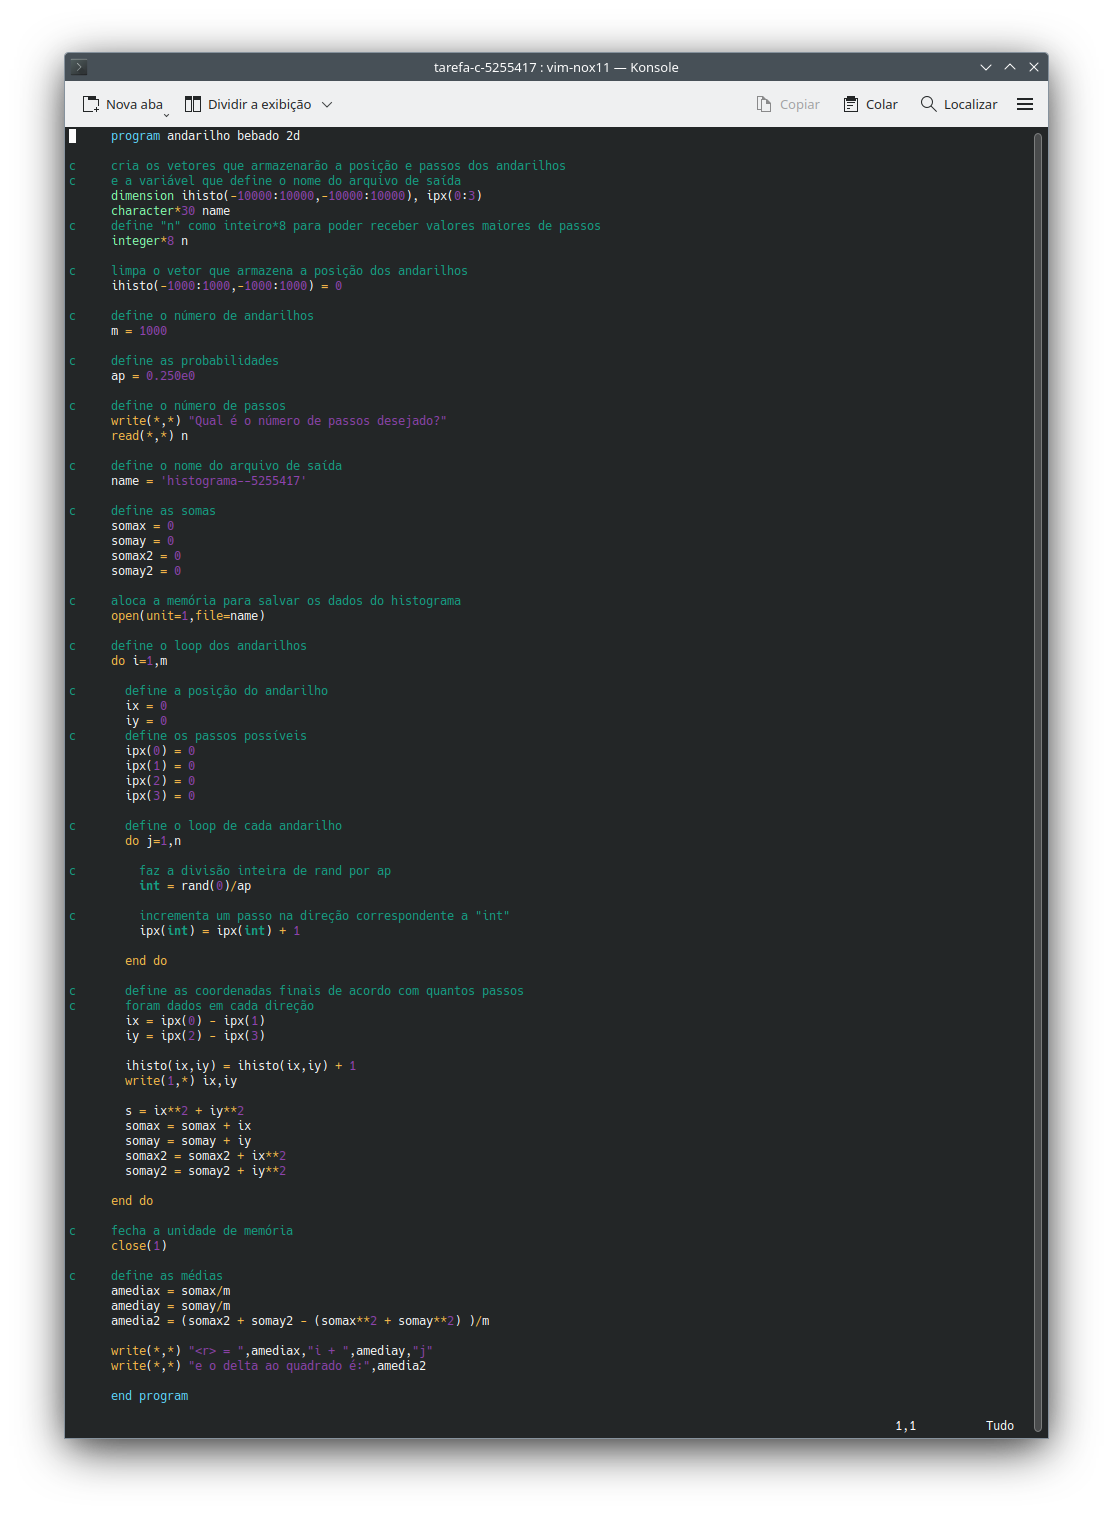 tarefa-c-5255417 : vim-nox11 — Konsole
Nova aba
Dividir a exibição
Copiar
Colar
Localizar
      program andarilho bebado 2d
c     cria os vetores que armazenarão a posição e passos dos andarilhos
c     e a variável que define o nome do arquivo de saída
      dimension ihisto(-10000:10000,-10000:10000), ipx(0:3)
      character*30 name
c     define "n" como inteiro*8 para poder receber valores maiores de passos
      integer*8 n
c     limpa o vetor que armazena a posição dos andarilhos
      ihisto(-1000:1000,-1000:1000) = 0
c     define o número de andarilhos
      m = 1000
c     define as probabilidades
      ap = 0.250e0
c     define o número de passos
      write(*,*) "Qual é o número de passos desejado?"
      read(*,*) n
c     define o nome do arquivo de saída
      name = 'histograma--5255417'
c     define as somas
      somax = 0
      somay = 0
      somax2 = 0
      somay2 = 0
c     aloca a memória para salvar os dados do histograma
      open(unit=1,file=name)
c     define o loop dos andarilhos
      do i=1,m
c       define a posição do andarilho
        ix = 0
        iy = 0
c       define os passos possíveis
        ipx(0) = 0
        ipx(1) = 0
        ipx(2) = 0
        ipx(3) = 0
c       define o loop de cada andarilho
        do j=1,n
c         faz a divisão inteira de rand por ap
          int = rand(0)/ap
c         incrementa um passo na direção correspondente a "int"
          ipx(int) = ipx(int) + 1
        end do
c       define as coordenadas finais de acordo com quantos passos
c       foram dados em cada direção
        ix = ipx(0) - ipx(1)
        iy = ipx(2) - ipx(3)
        ihisto(ix,iy) = ihisto(ix,iy) + 1
        write(1,*) ix,iy
        s = ix**2 + iy**2
        somax = somax + ix
        somay = somay + iy
        somax2 = somax2 + ix**2
        somay2 = somay2 + iy**2
      end do
c     fecha a unidade de memória
      close(1)
c     define as médias
      amediax = somax/m
      amediay = somay/m
      amedia2 = (somax2 + somay2 - (somax**2 + somay**2) )/m
      write(*,*) "<r> = ",amediax,"i + ",amediay,"j"
      write(*,*) "e o delta ao quadrado é:",amedia2
      end program
1,1 Tudo